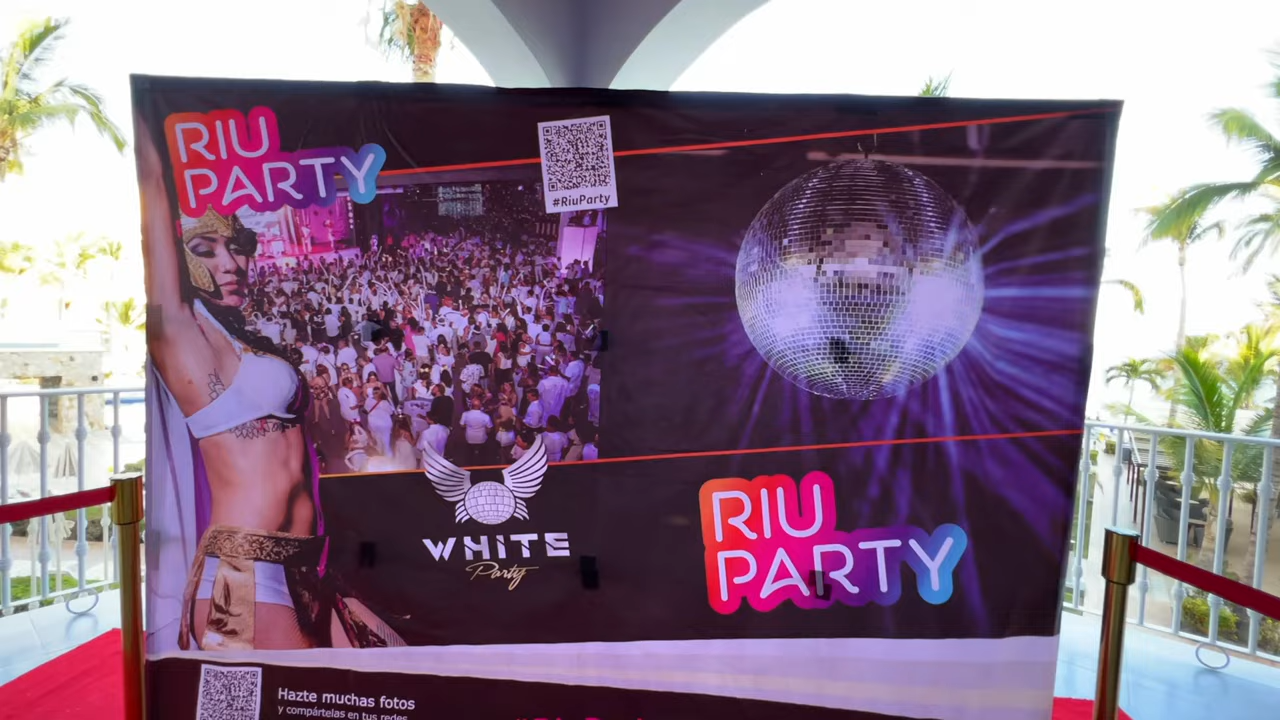 RIU
PARTY
#RiuParty
WHITE
Party
RIU
PARTY
Hazte muchas fotos
y compártelas en tus redes